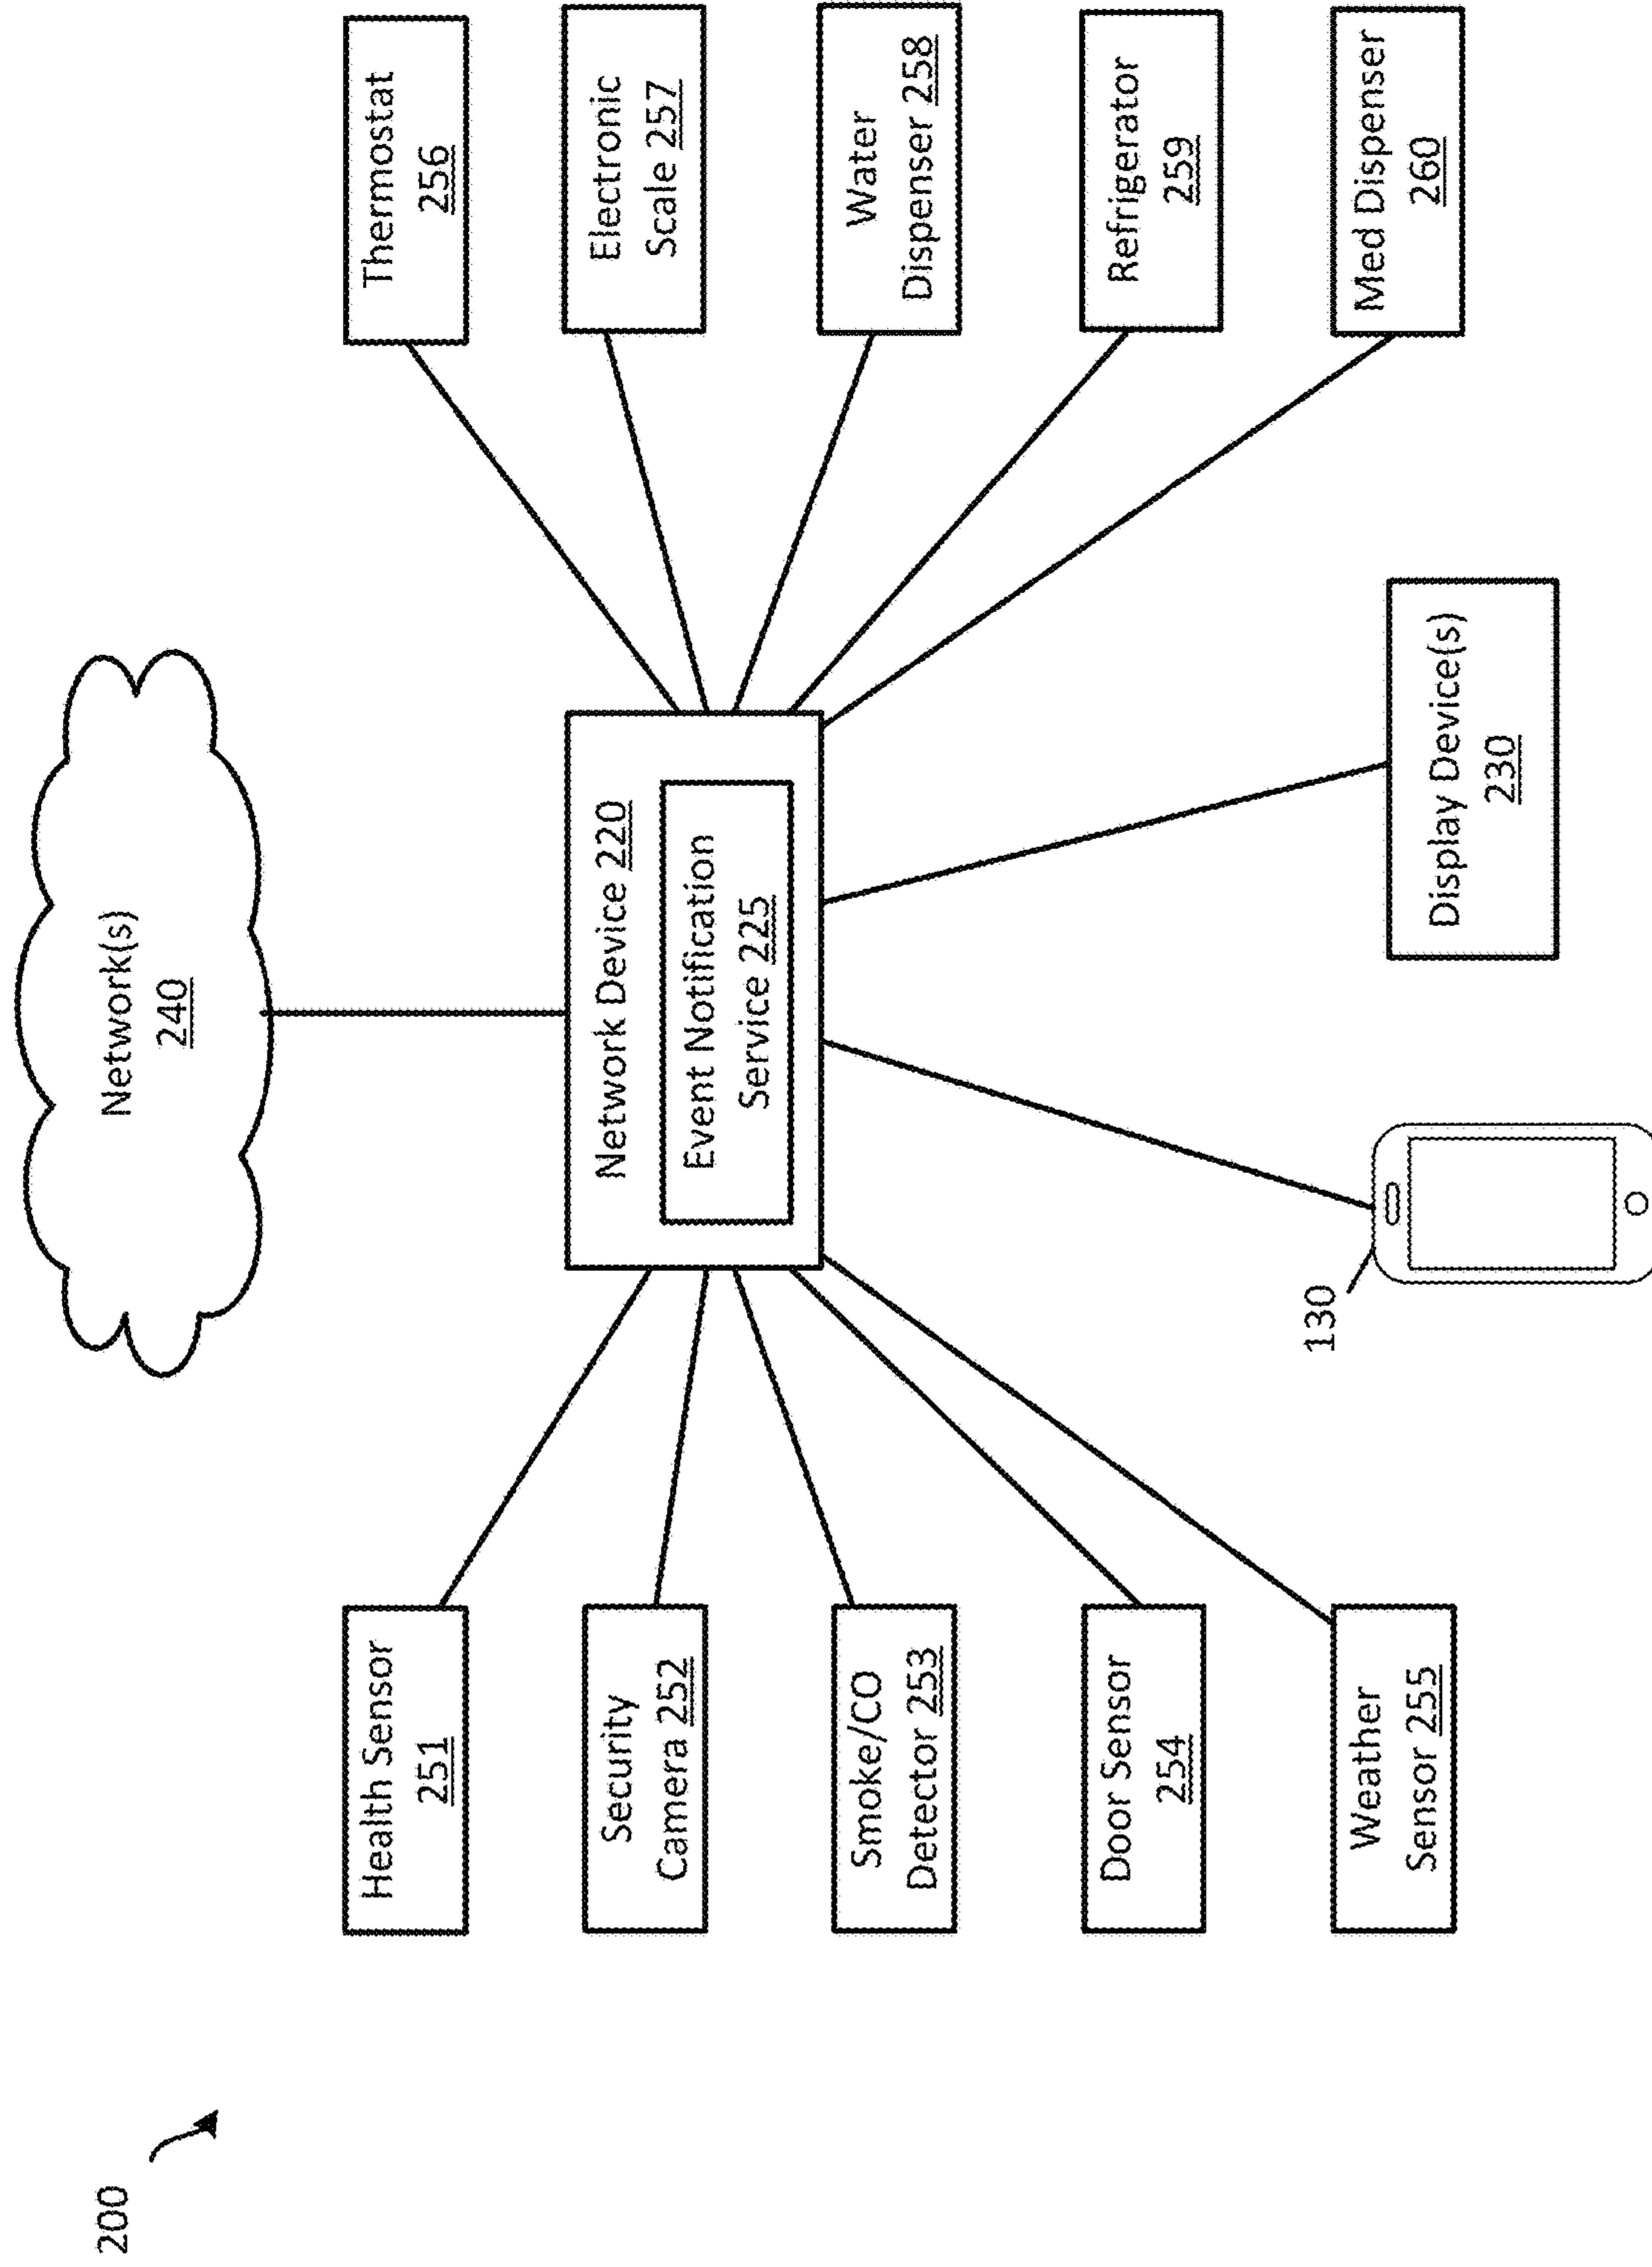 200
Network(s)
240
Health Sensor
251
Security
Camera 252
Smoke/CO
Detector 253
Door Sensor
254
Weather
Sensor 255
Network Device 220
Event Notification
Service 225
Thermostat
256
Electronic
Scale 257
Water
Dispenser 258
Refrigerator
259
Med Dispenser
260
130
Display Device(s)
230